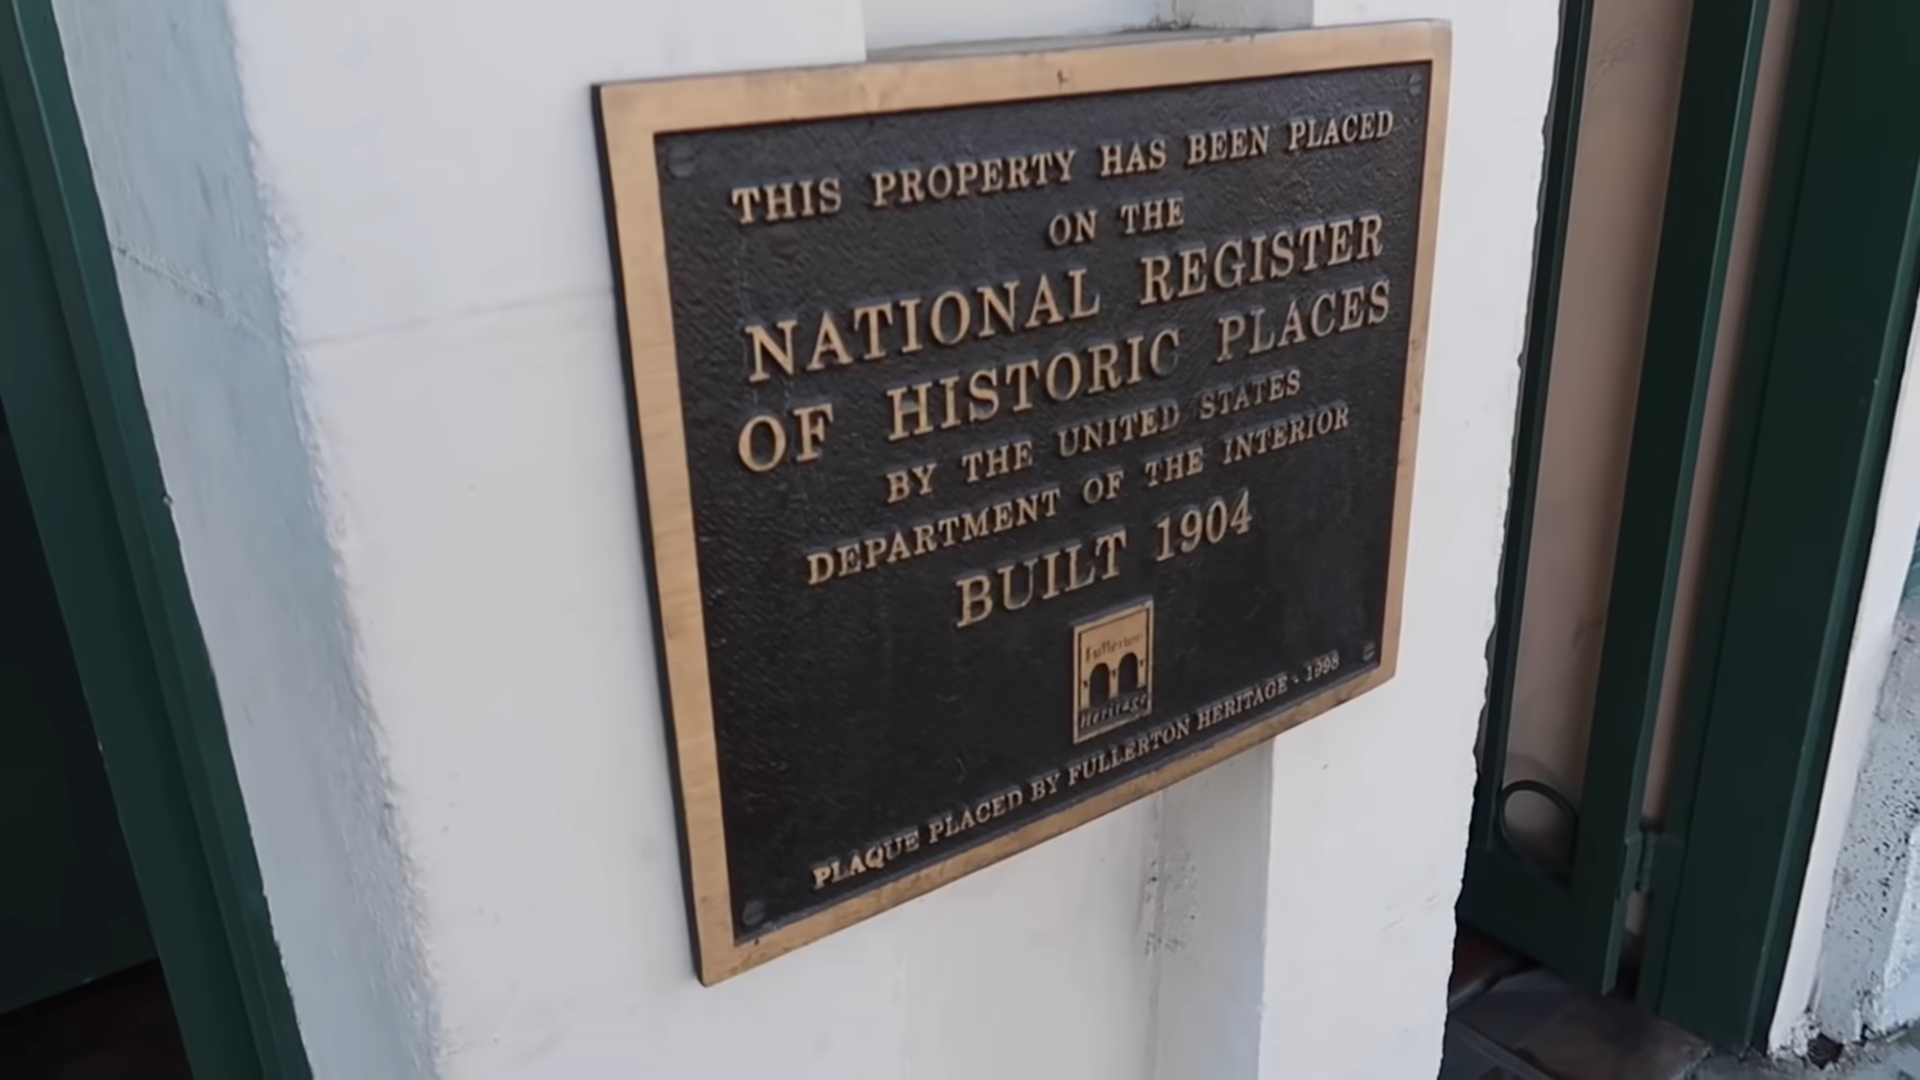 THIS PROPERTY HAS BEEN PLACED
ON THE
NATIONAL REGISTER
OF HISTORIC PLACES
BY THE UNITED STATES
DEPARTMENT OF THE INTERIOR
BUILT 1904
Fullerton
Heritage
PLAQUE PLACED BY FULLERTON HERITAGE - 1998